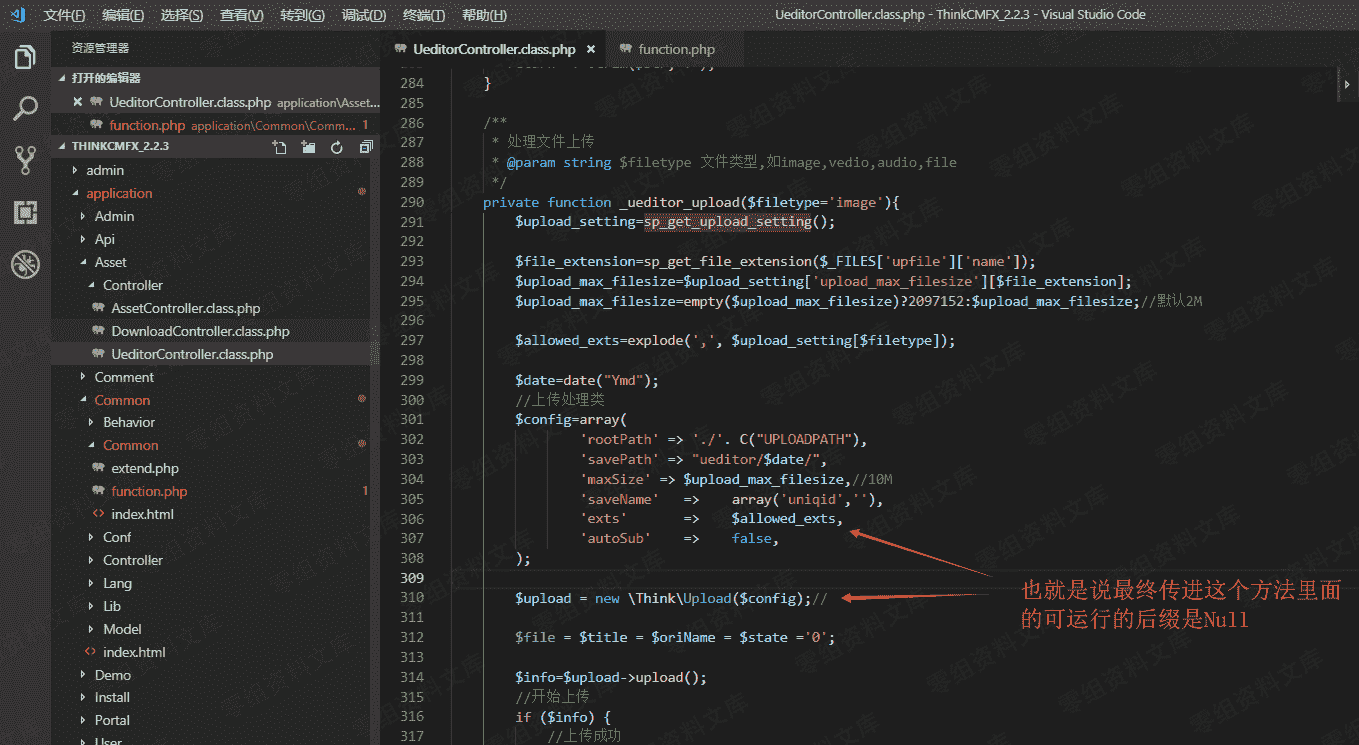 文件(F) 编辑(E) 选择(S) 查看(V) 转到(G) 调试(D) 终端(T) 帮助(H) UeditorController.class.php - ThinkCMFX_2.2.3 - Visual Studio Code
资源管理器
打开的编辑器
UeditorController.class.php application\Asset...
function.php application\Common\Comm... 1
THINKCMFX_2.2.3
admin
application
Admin
Api
Asset
Controller
AssetController.class.php
DownloadController.class.php
UeditorController.class.php
Comment
Common
Behavior
Common
extend.php
function.php 1
index.html
Conf
Controller
Lang
Lib
Model
index.html
Demo
Install
Portal
User
UeditorController.class.php function.php
284 }
285
286 /**
287 * 处理文件上传
288 * @param string $filetype 文件类型,如image,vedio,audio,file
289 */
290 private function _ueditor_upload($filetype='image'){
291 $upload_setting=sp_get_upload_setting();
292
293 $file_extension=sp_get_file_extension($_FILES['upfile']['name']);
294 $upload_max_filesize=$upload_setting['upload_max_filesize'][$file_extension];
295 $upload_max_filesize=empty($upload_max_filesize)?2097152:$upload_max_filesize;//默认2M
296
297 $allowed_exts=explode(',', $upload_setting[$filetype]);
298
299 $date=date("Ymd");
300 //上传处理类
301 $config=array(
302 'rootPath' => './'. C("UPLOADPATH"),
303 'savePath' => "ueditor/$date/",
304 'maxSize' => $upload_max_filesize,//10M
305 'saveName' => array('uniqid',''),
306 'exts' => $allowed_exts,
307 'autoSub' => false,
308 );
309
310 $upload = new \Think\Upload($config);//
311
312 $file = $title = $oriName = $state ='0';
313
314 $info=$upload->upload();
315 //开始上传
316 if ($info) {
317 //上传成功
也就是说最终传进这个方法里面
的可运行的后缀是Null
零组资料文库